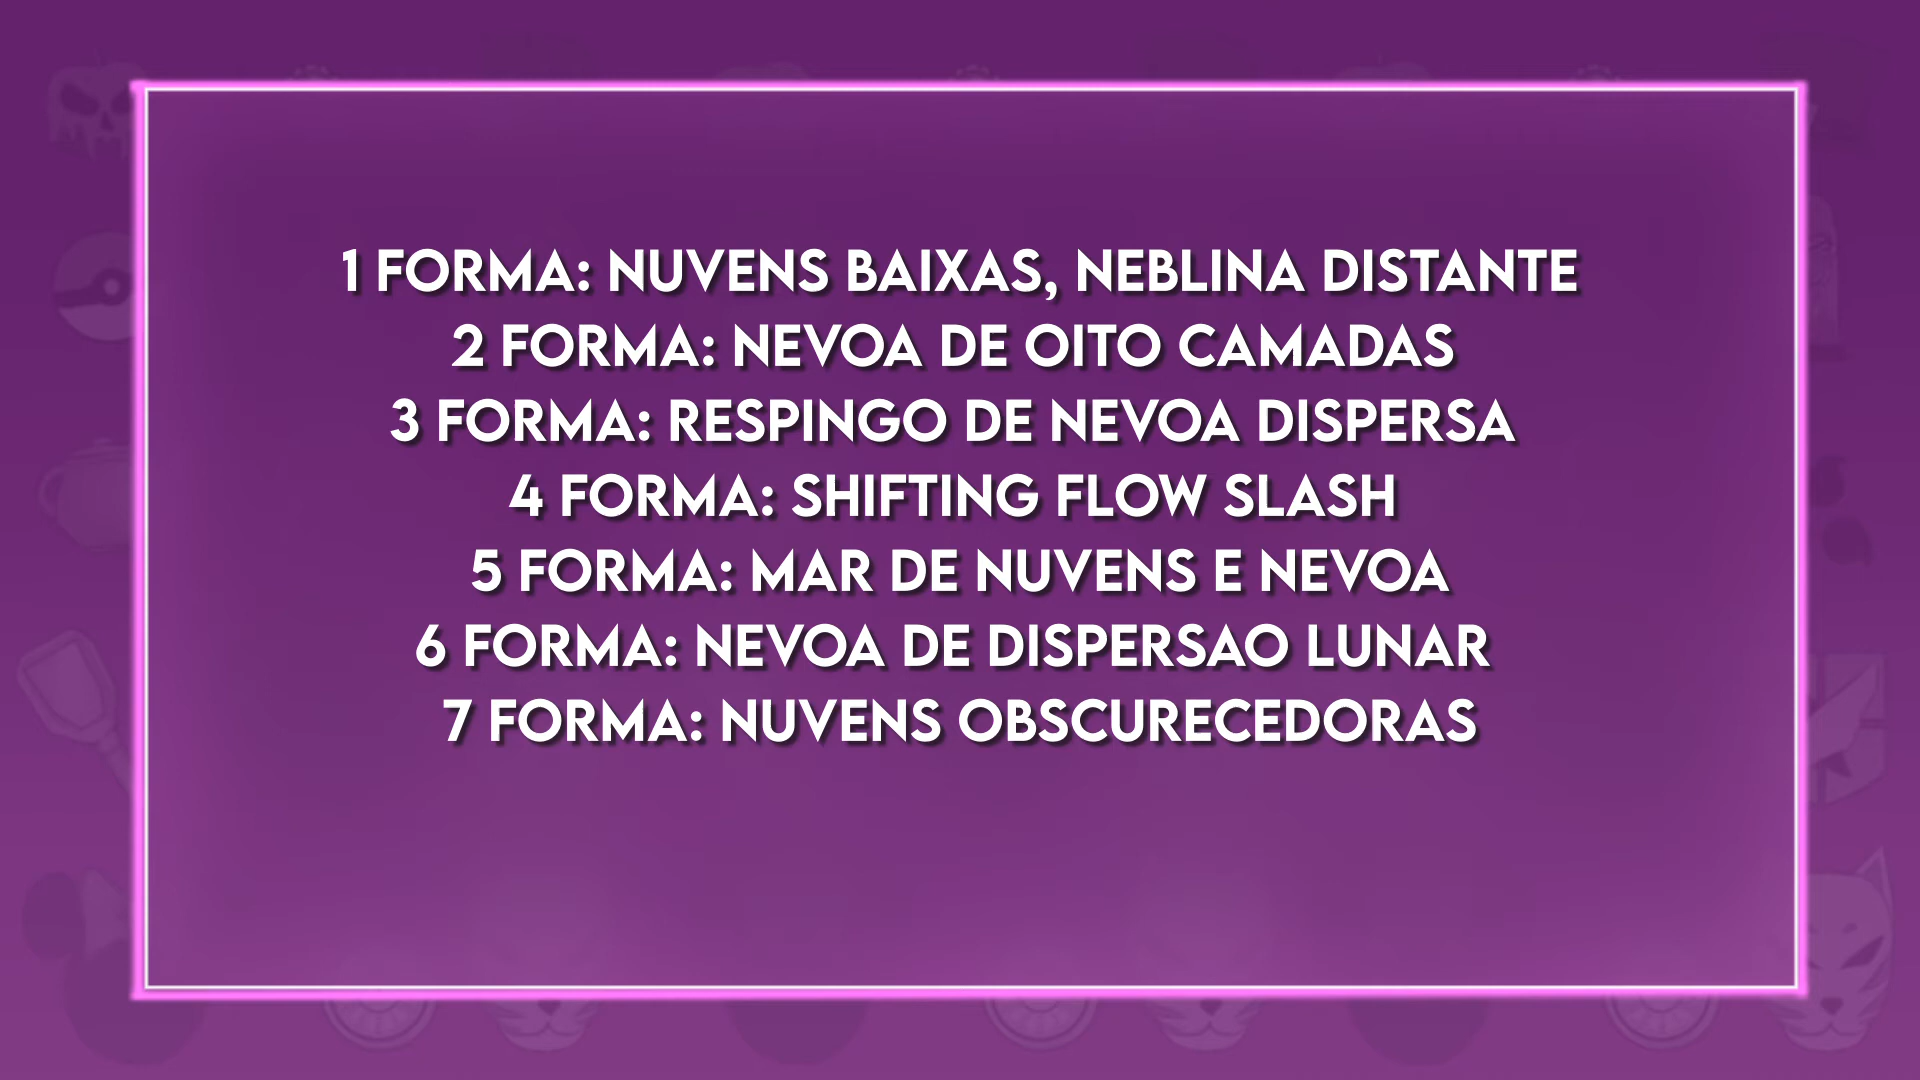 1 FORMA: NUVENS BAIXAS, NEBLINA DISTANTE
2 FORMA: NEVOA DE OITO CAMADAS
3 FORMA: RESPINGO DE NEVOA DISPERSA
4 FORMA: SHIFTING FLOW SLASH
5 FORMA: MAR DE NUVENS E NEVOA
6 FORMA: NEVOA DE DISPERSAO LUNAR
7 FORMA: NUVENS OBSCURECEDORAS